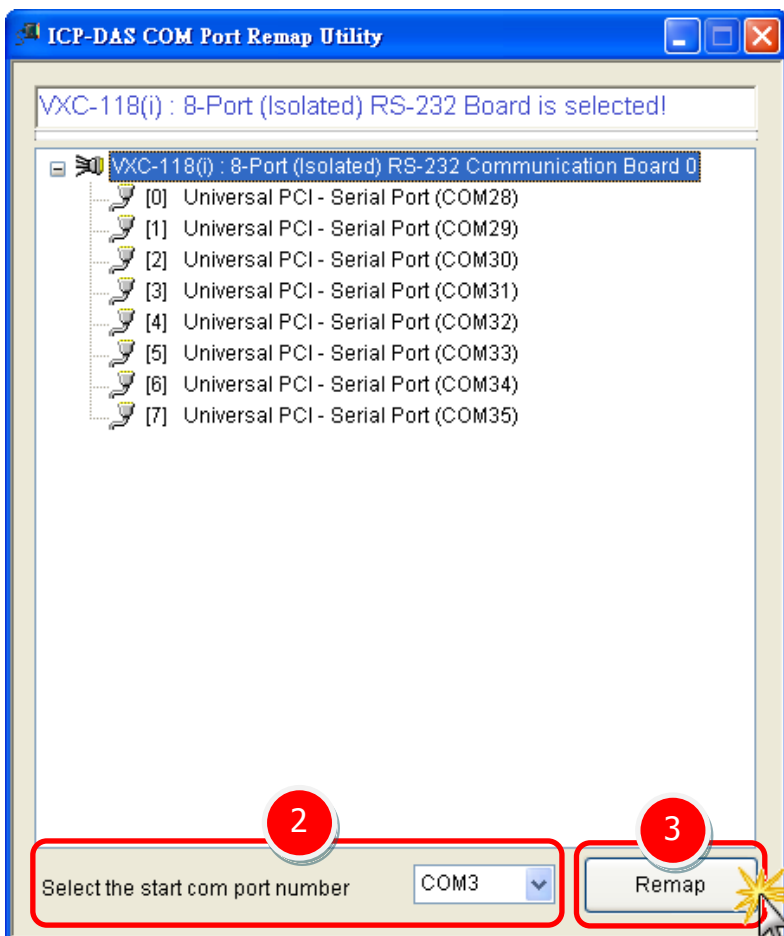 ICP-DAS COM Port Remap Utility
VXC-118(i) : 8-Port (Isolated) RS-232 Board is selected!
VXC-118(i) : 8-Port (Isolated) RS-232 Communication Board 0
[0] Universal PCI - Serial Port (COM28)
[1] Universal PCI - Serial Port (COM29)
[2] Universal PCI - Serial Port (COM30)
[3] Universal PCI - Serial Port (COM31)
[4] Universal PCI - Serial Port (COM32)
[5] Universal PCI - Serial Port (COM33)
[6] Universal PCI - Serial Port (COM34)
[7] Universal PCI - Serial Port (COM35)
2
3
Select the start com port number COM3 Remap